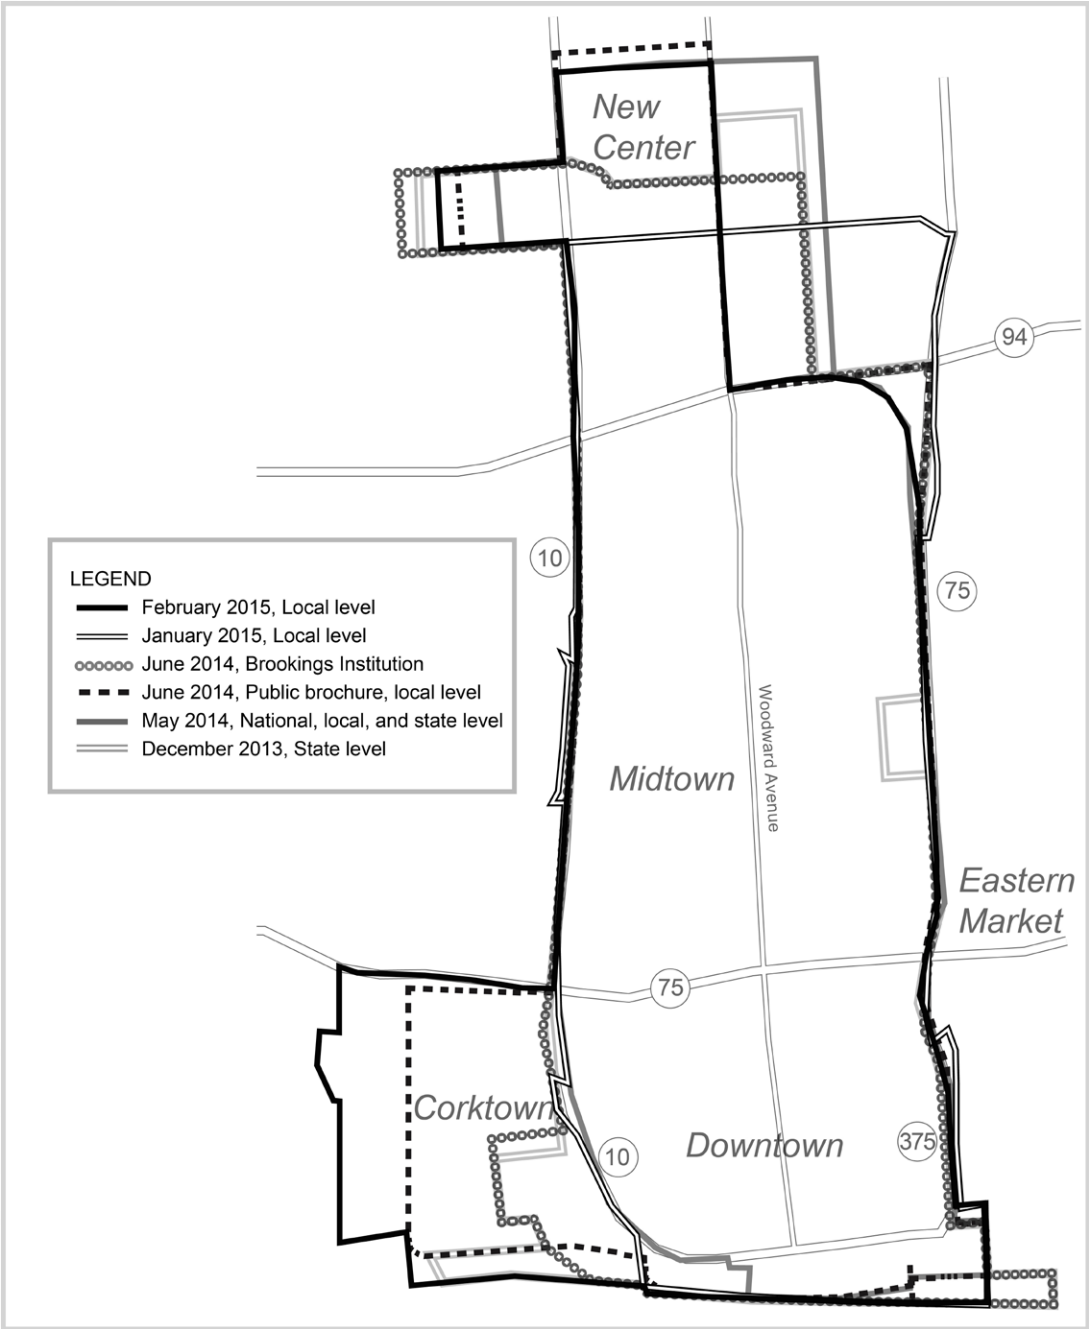 New
Center
94
10
LEGEND
February 2015, Local level
January 2015, Local level
June 2014, Brookings Institution
June 2014, Public brochure, local level
May 2014, National, local, and state level
December 2013, State level
75
Woodward Avenue
Midtown
Eastern
Market
75
Corktown
Downtown
375
10